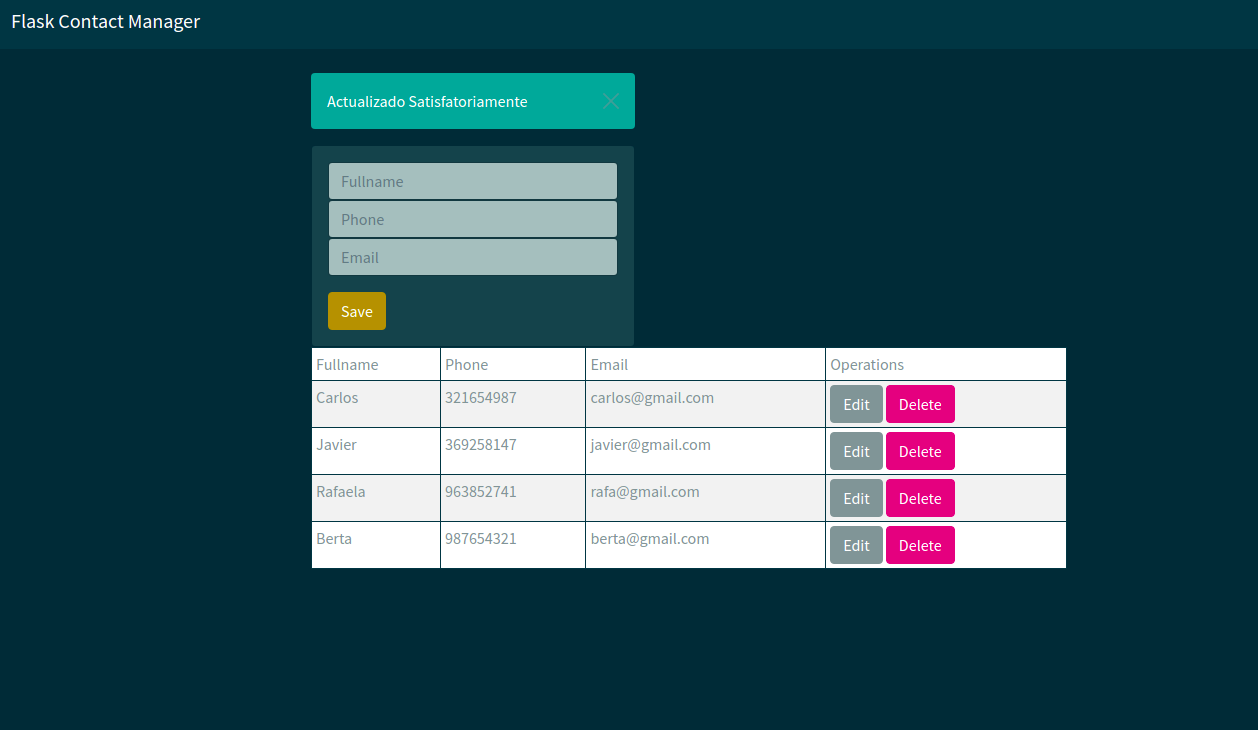 Flask Contact Manager
Actualizado Satisfatoriamente
Fullname
Phone
Email
Save
Fullname Phone Email Operations
Carlos 321654987 carlos@gmail.com Edit Delete
Javier 369258147 javier@gmail.com Edit Delete
Rafaela 963852741 rafa@gmail.com Edit Delete
Berta 987654321 berta@gmail.com Edit Delete